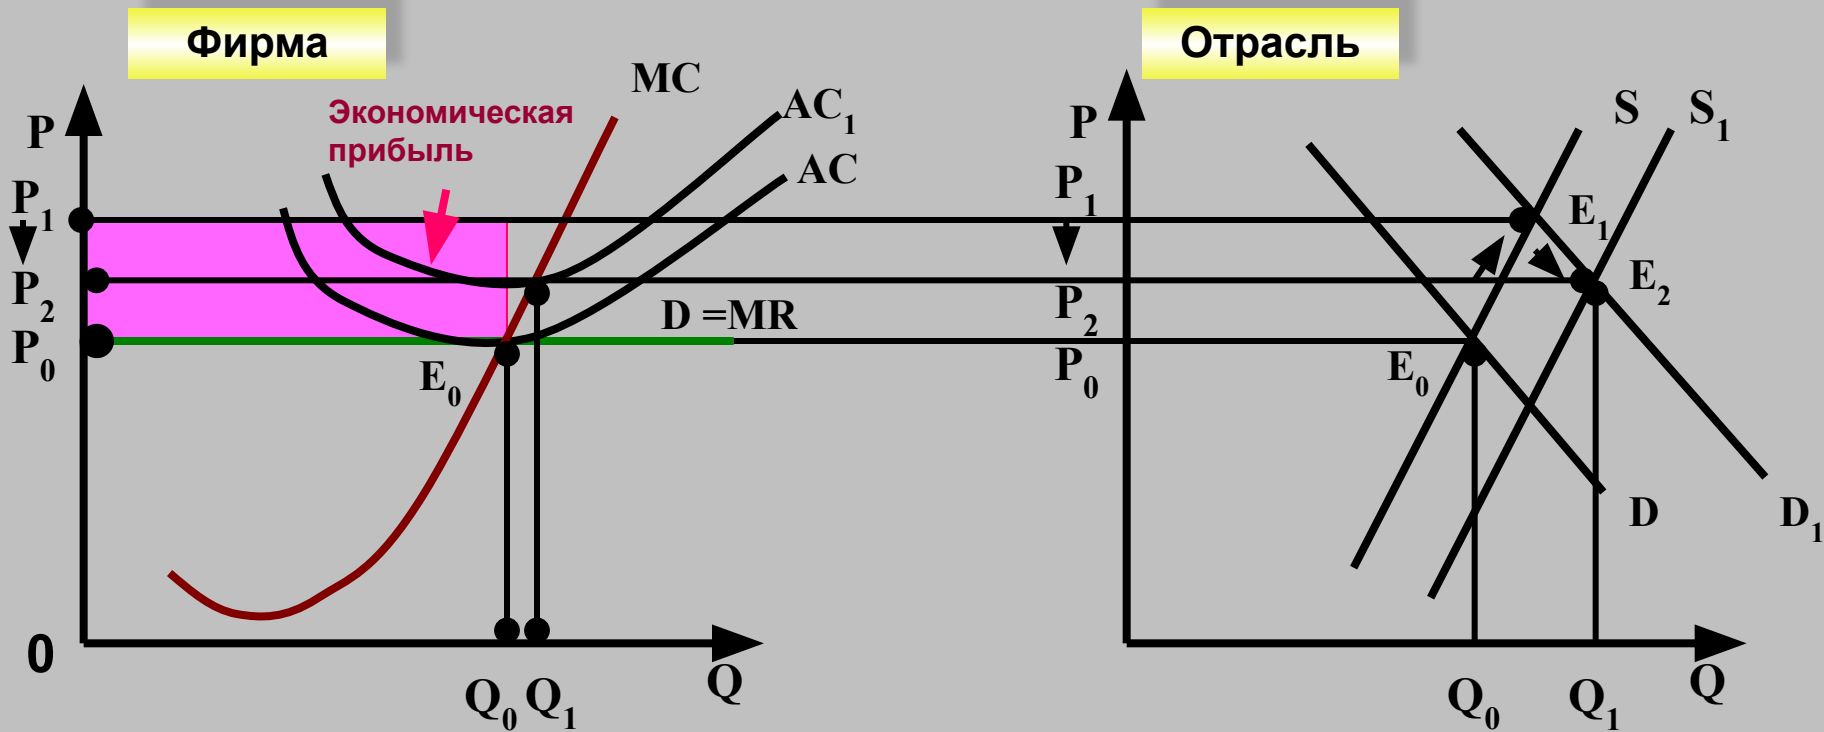 Фирма
Отрасль
Экономическая
прибыль
MC
AC₁
AC
P
P₁
P₂
P₀
D =MR
E₀
0
Q₀
Q₁
Q
P
P₁
P₂
P₀
S
S₁
E₁
E₂
E₀
D
D₁
Q₀
Q₁
Q